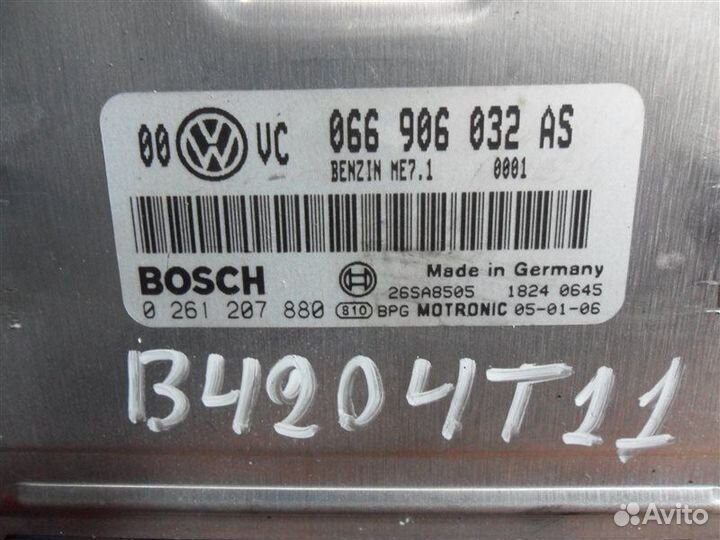 00 VW VC 066 906 032 AS
BENZIN ME7.1 0001
BOSCH Made in Germany
26SA8505 1824 0645
0 261 207 880 810 BPG MOTRONIC 05-01-06
B4204T11
Avito